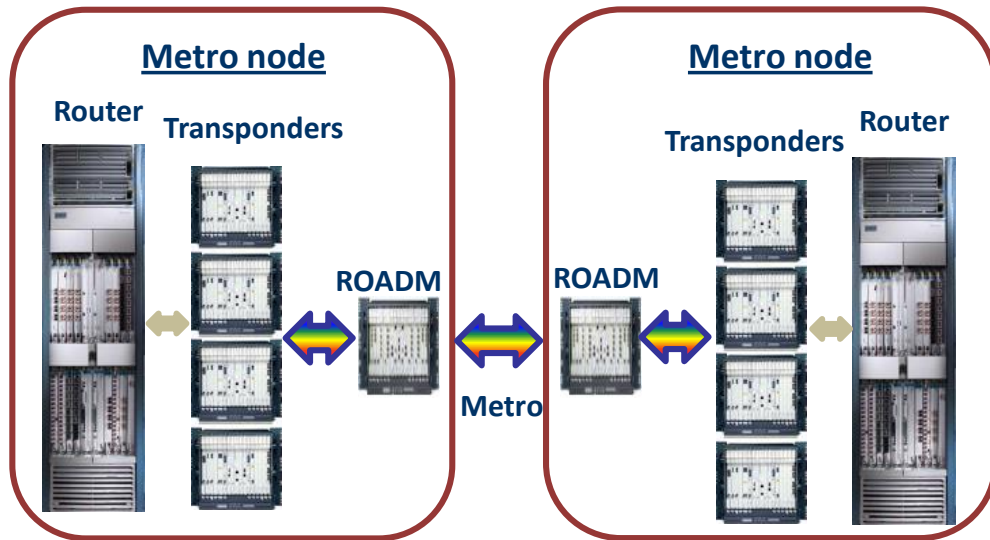 Metro node
Router
Transponders
ROADM
Metro
Metro node
Transponders
Router
ROADM